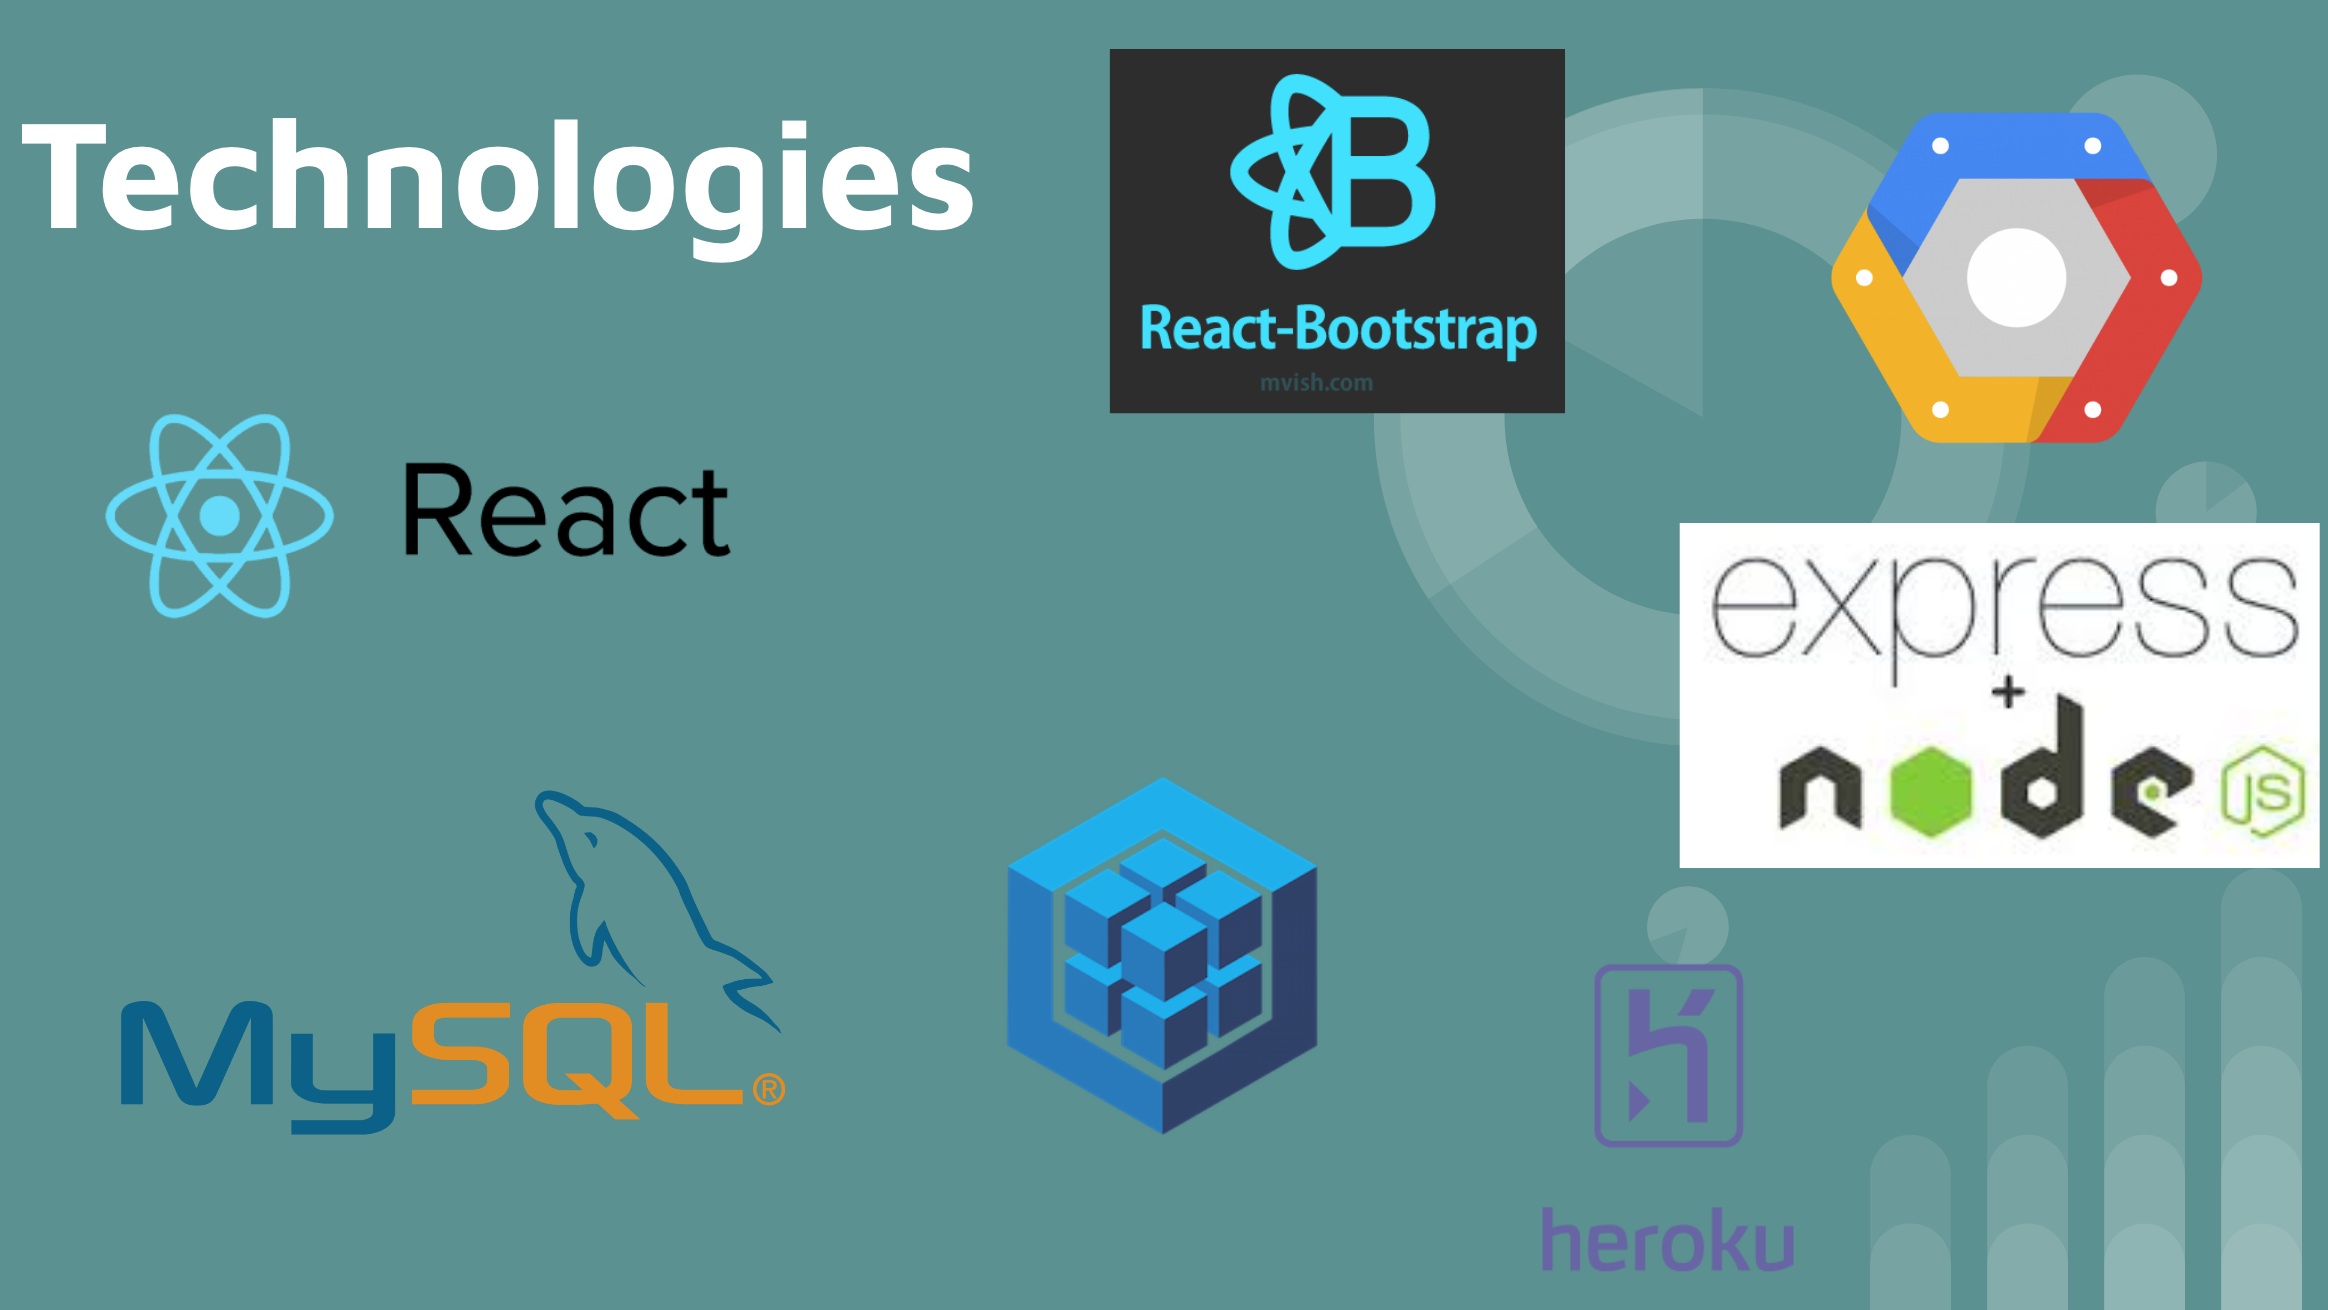 Technologies
React-Bootstrap
mvish.com
React
express
+
node JS
MySQL®
heroku